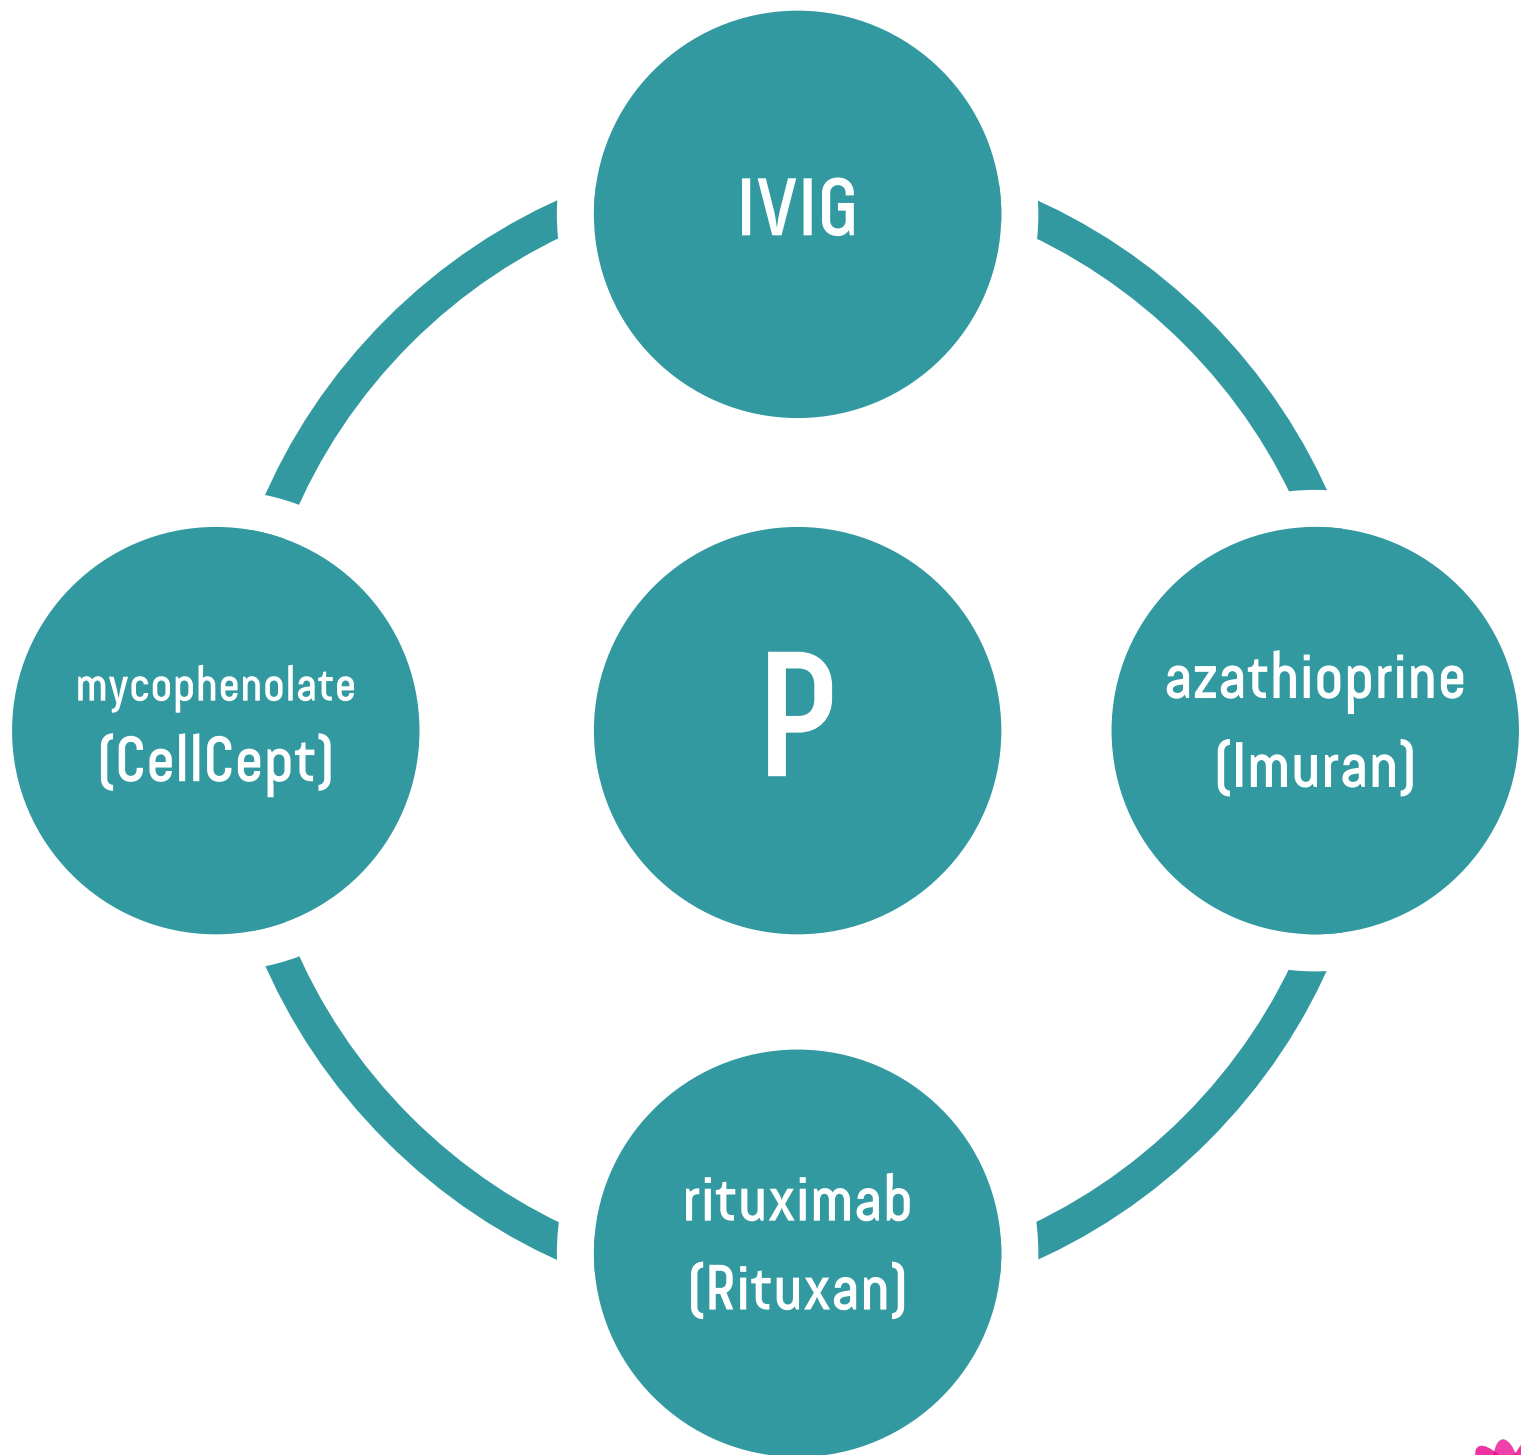 IVIG
mycophenolate
(CellCept)
P
azathioprine
(Imuran)
rituximab
(Rituxan)